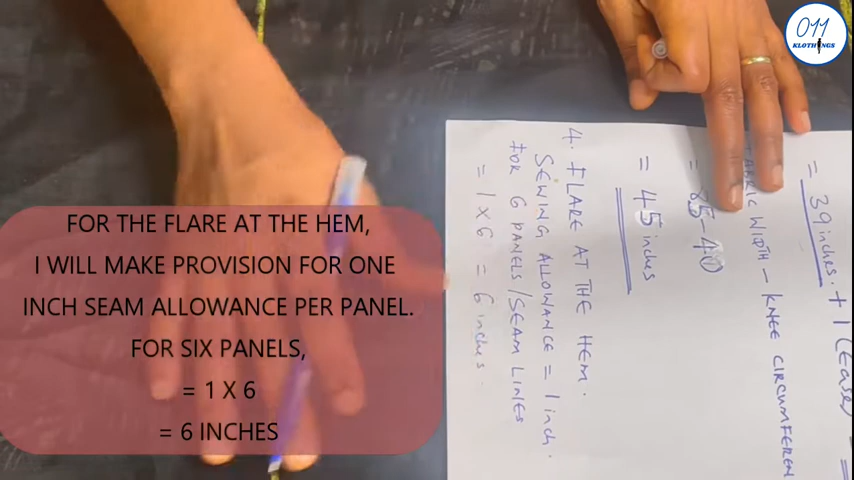 FOR THE FLARE AT THE HEM,
I WILL MAKE PROVISION FOR ONE
INCH SEAM ALLOWANCE PER PANEL.
FOR SIX PANELS,
= 1 X 6
= 6 INCHES
011
KLOTHINGS
= 39 inches. + 1 (Ease) =
FABRIC WIDTH - KNEE CIRCUMFEREN
= 85-40
= 45 inches
4. FLARE AT THE HEM.
SEWING ALLOWANCE = 1 inch.
FOR 6 PANELS/SEAM LINES
= 1 X 6 = 6 inches.